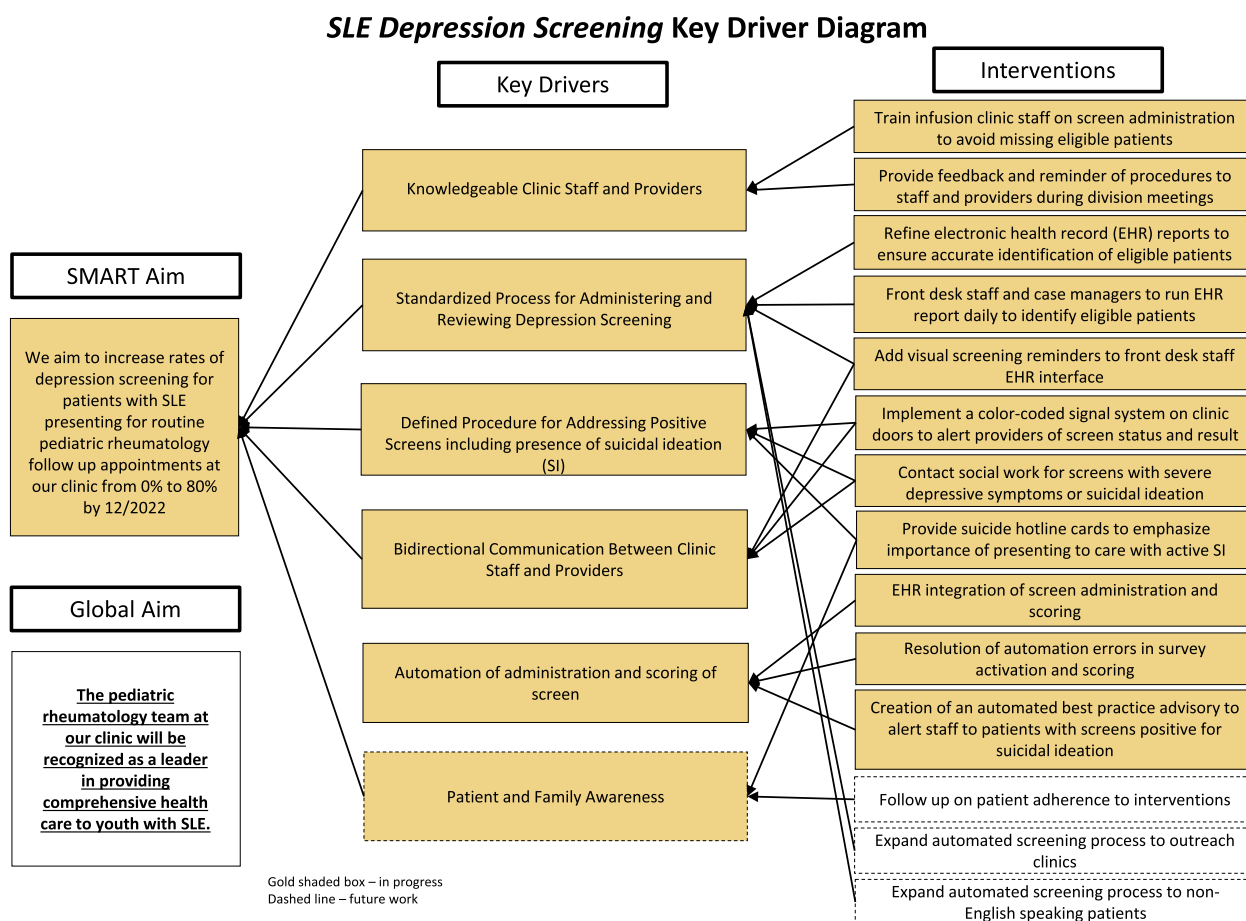 SLE Depression Screening Key Driver Diagram
SMART Aim
We aim to increase rates of
depression screening for
patients with SLE
presenting for routine
pediatric rheumatology
follow up appointments at
our clinic from 0% to 80%
by 12/2022
Global Aim
The pediatric
rheumatology team at
our clinic will be
recognized as a leader
in providing
comprehensive health
care to youth with SLE.
Key Drivers
Knowledgeable Clinic Staff and Providers
Standardized Process for Administering and
Reviewing Depression Screening
Defined Procedure for Addressing Positive
Screens including presence of suicidal ideation
(SI)
Bidirectional Communication Between Clinic
Staff and Providers
Automation of administration and scoring of
screen
Patient and Family Awareness
Interventions
Train infusion clinic staff on screen administration
to avoid missing eligible patients
Provide feedback and reminder of procedures to
staff and providers during division meetings
Refine electronic health record (EHR) reports to
ensure accurate identification of eligible patients
Front desk staff and case managers to run EHR
report daily to identify eligible patients
Add visual screening reminders to front desk staff
EHR interface
Implement a color-coded signal system on clinic
doors to alert providers of screen status and result
Contact social work for screens with severe
depressive symptoms or suicidal ideation
Provide suicide hotline cards to emphasize
importance of presenting to care with active SI
EHR integration of screen administration and
scoring
Resolution of automation errors in survey
activation and scoring
Creation of an automated best practice advisory to
alert staff to patients with screens positive for
suicidal ideation
Follow up on patient adherence to interventions
Expand automated screening process to outreach
clinics
Expand automated screening process to non-
English speaking patients
Gold shaded box – in progress
Dashed line – future work